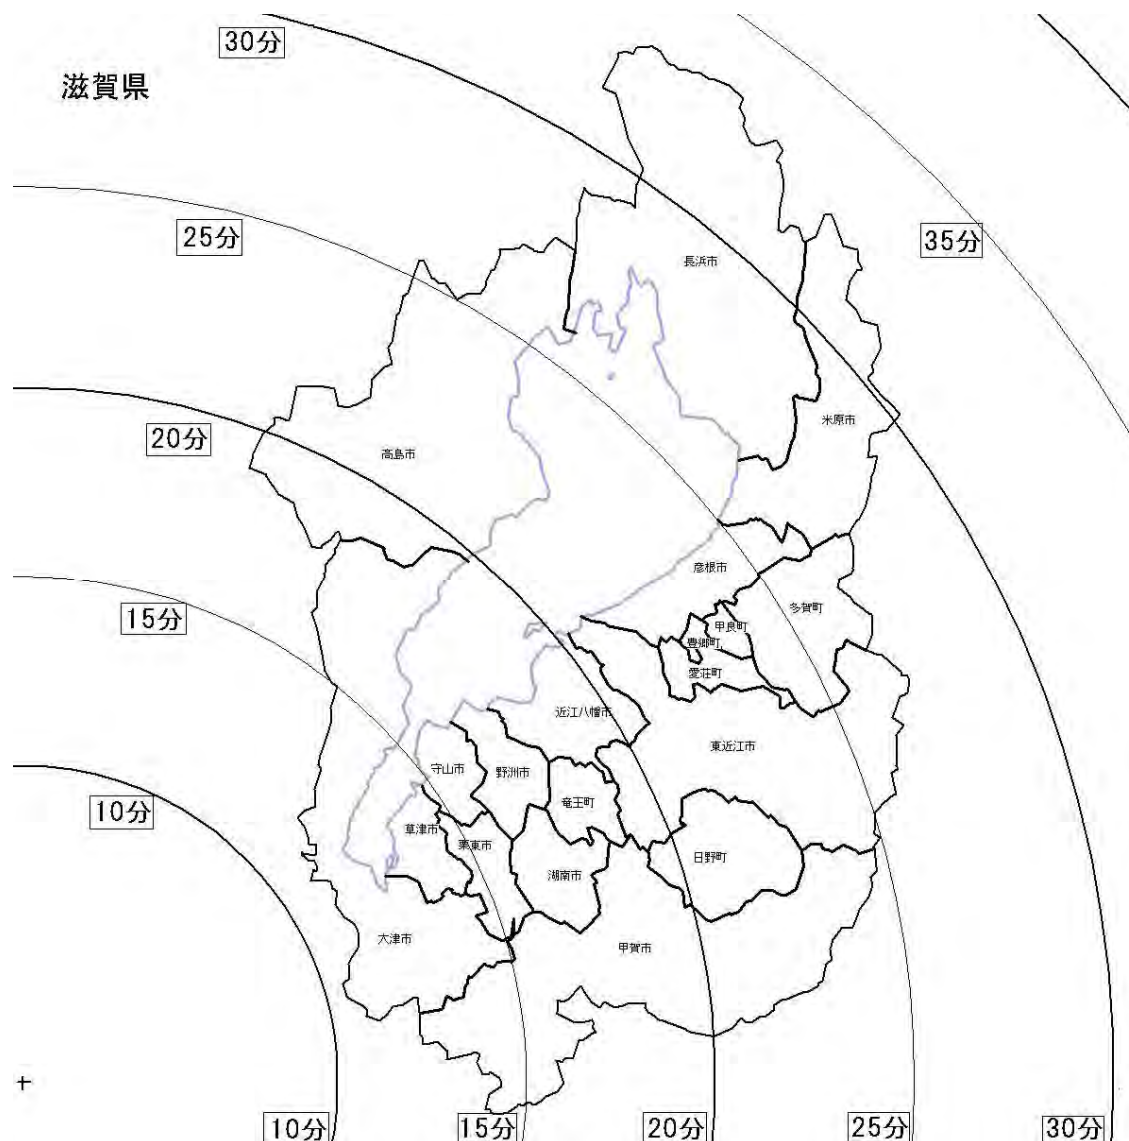 30分
滋賀県
25分
35分
長浜市
20分
米原市
高島市
彦根市
15分
多賀町
甲良町
豊郷町
愛荘町
近江八幡市
東近江市
守山市
野洲市
10分
竜王町
草津市
栗東市
日野町
湖南市
大津市
甲賀市
10分
15分
20分
25分
30分